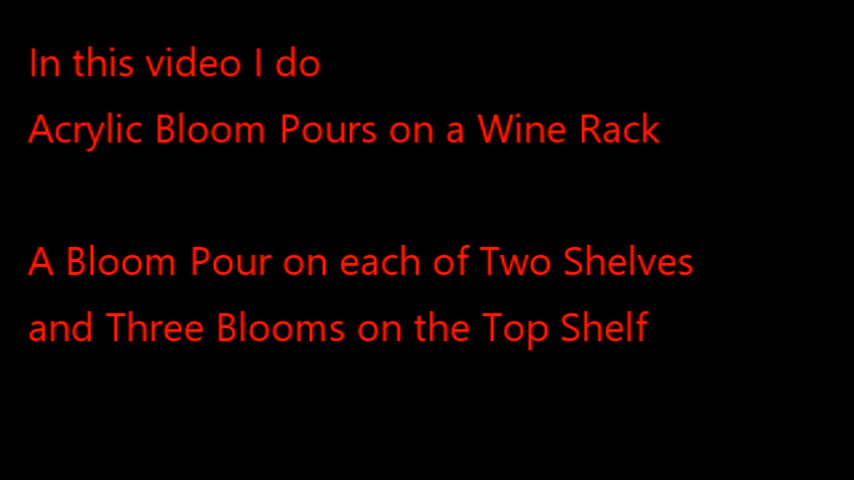 In this video I do
Acrylic Bloom Pours on a Wine Rack
A Bloom Pour on each of Two Shelves
and Three Blooms on the Top Shelf